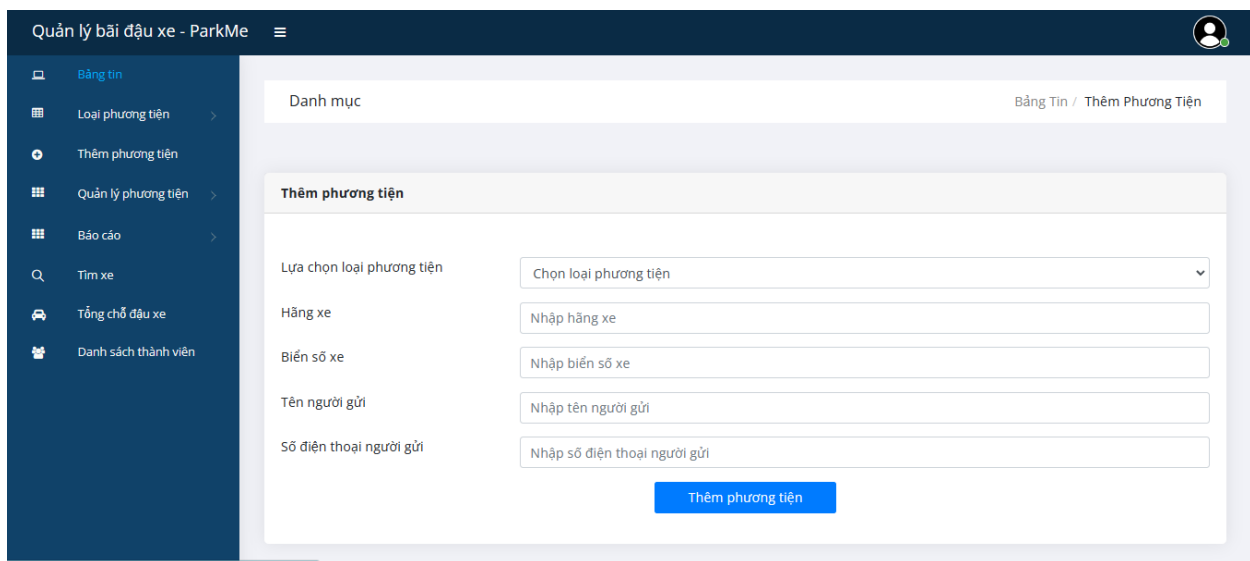 Quản lý bãi đậu xe - ParkMe
Bảng tin
Loại phương tiện
Thêm phương tiện
Quản lý phương tiện
Báo cáo
Tìm xe
Tổng chỗ đậu xe
Danh sách thành viên
Danh mục
Bảng Tin / Thêm Phương Tiện
Thêm phương tiện
Lựa chọn loại phương tiện
Chọn loại phương tiện
Hãng xe
Nhập hãng xe
Biển số xe
Nhập biển số xe
Tên người gửi
Nhập tên người gửi
Số điện thoại người gửi
Nhập số điện thoại người gửi
Thêm phương tiện